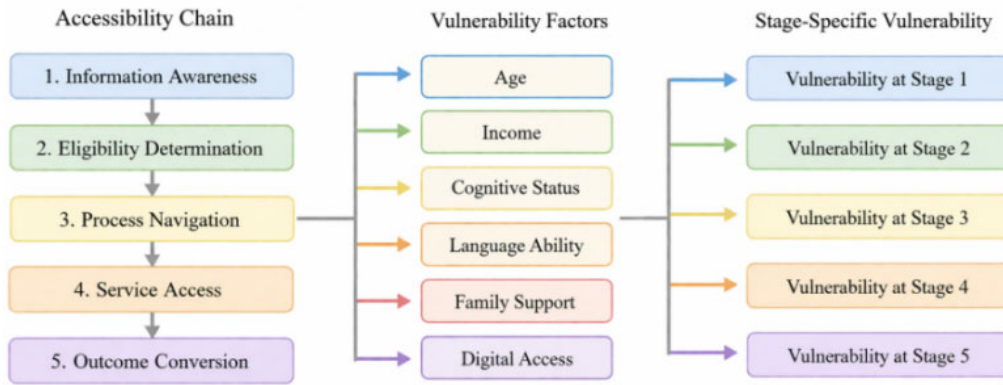 Accessibility Chain
1. Information Awareness
2. Eligibility Determination
3. Process Navigation
4. Service Access
5. Outcome Conversion
Vulnerability Factors
Age
Income
Cognitive Status
Language Ability
Family Support
Digital Access
Stage-Specific Vulnerability
Vulnerability at Stage 1
Vulnerability at Stage 2
Vulnerability at Stage 3
Vulnerability at Stage 4
Vulnerability at Stage 5